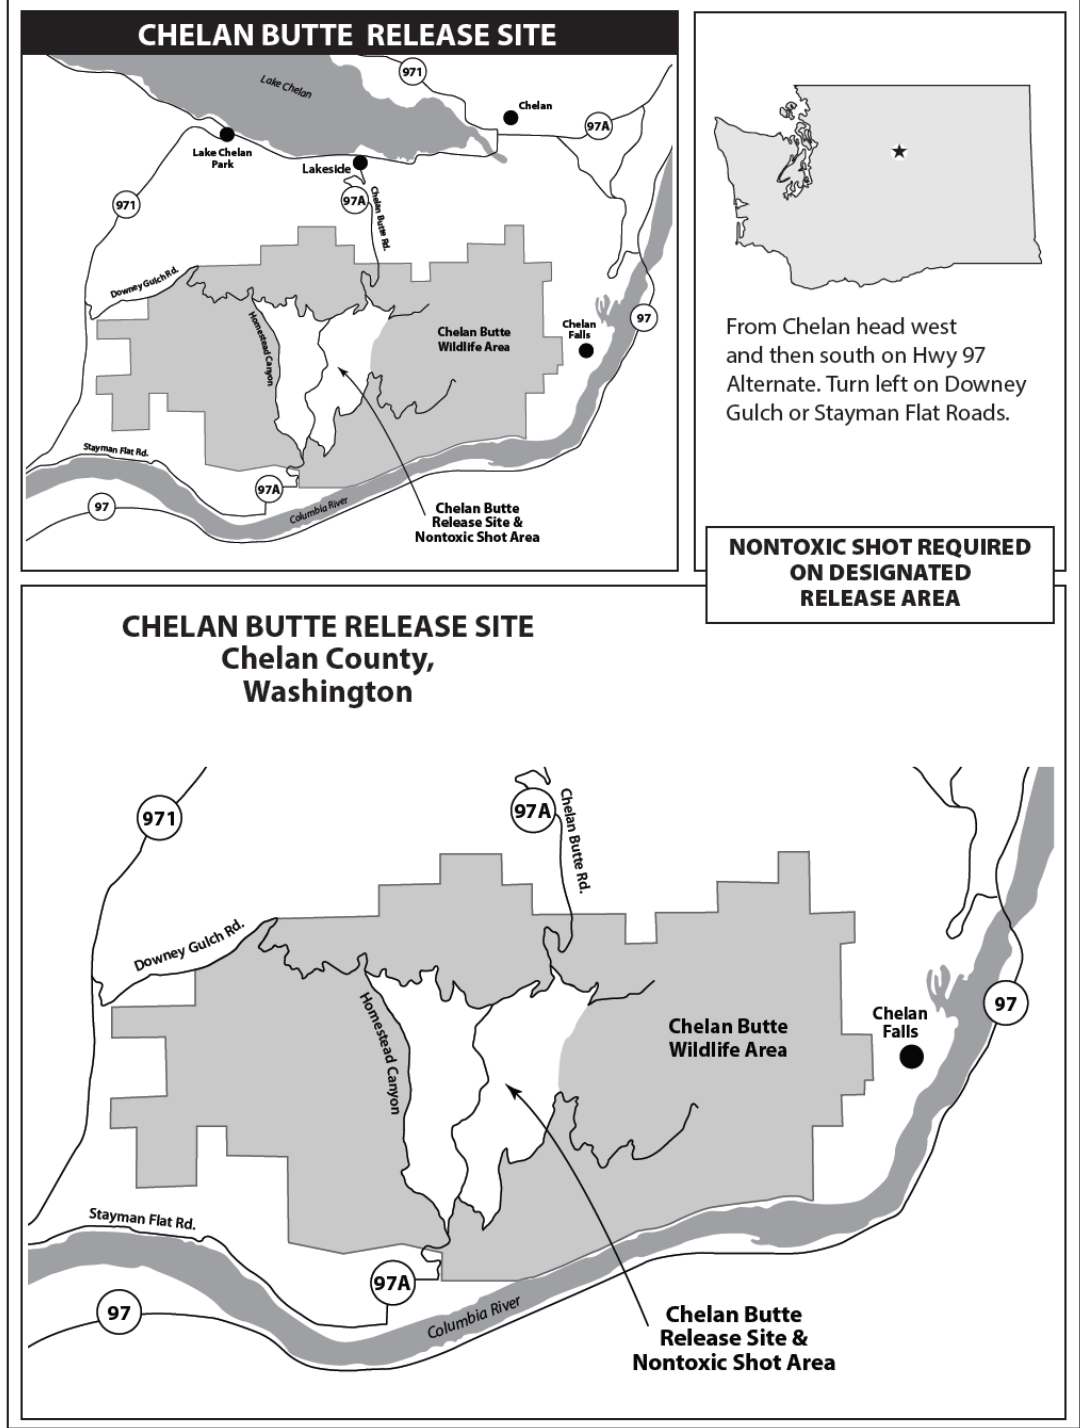 CHELAN BUTTE RELEASE SITE
Lake Chelan
971
Chelan
97A
Lake Chelan
Park
Lakeside
971
97A
Chelan Butte Rd.
Downey Gulch Rd.
Homestead Canyon
Chelan Butte
Wildlife Area
Chelan
Falls
97
Stayman Flat Rd.
97A
97
Columbia River
Chelan Butte
Release Site &
Nontoxic Shot Area
From Chelan head west
and then south on Hwy 97
Alternate. Turn left on Downey
Gulch or Stayman Flat Roads.
NONTOXIC SHOT REQUIRED
ON DESIGNATED
RELEASE AREA
CHELAN BUTTE RELEASE SITE
Chelan County,
Washington
971
97A
Chelan Butte Rd.
Downey Gulch Rd.
Homestead Canyon
Chelan Butte
Wildlife Area
Chelan
Falls
97
Stayman Flat Rd.
97A
97
Columbia River
Chelan Butte
Release Site &
Nontoxic Shot Area